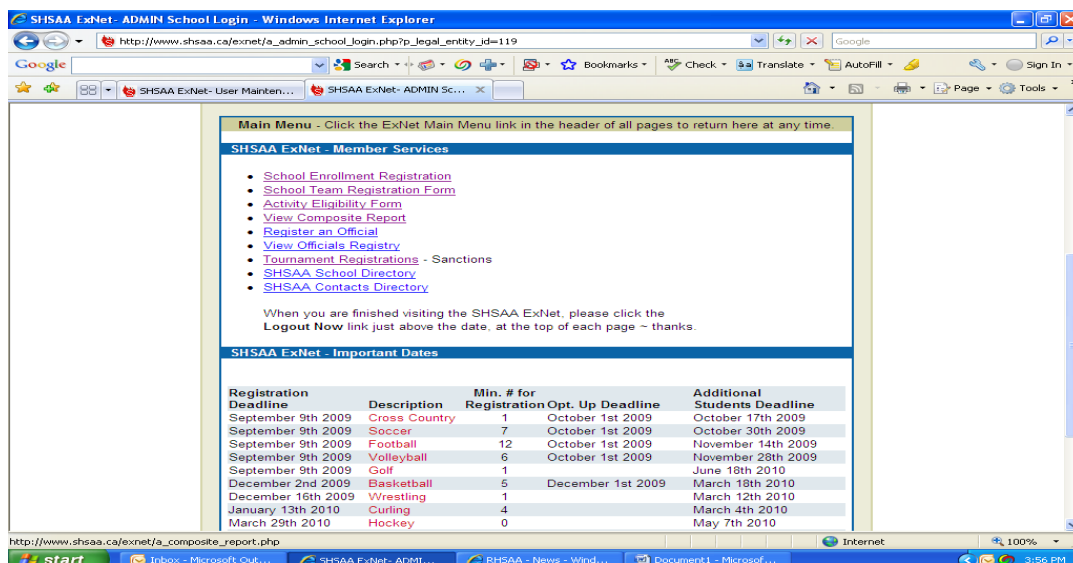 SHSAA ExNet- ADMIN School Login - Windows Internet Explorer
http://www.shsaa.ca/exnet/a_admin_school_login.php?p_legal_entity_id=119
Google
Google Search Bookmarks ABC Check Translate AutoFill Sign In
SHSAA ExNet- User Mainten... SHSAA ExNet- ADMIN Sc... Page Tools
Main Menu - Click the ExNet Main Menu link in the header of all pages to return here at any time.
SHSAA ExNet - Member Services
• School Enrollment Registration
• School Team Registration Form
• Activity Eligibility Form
• View Composite Report
• Register an Official
• View Officials Registry
• Tournament Registrations - Sanctions
• SHSAA School Directory
• SHSAA Contacts Directory
When you are finished visiting the SHSAA ExNet, please click the
Logout Now link just above the date, at the top of each page ~ thanks.
SHSAA ExNet - Important Dates
Registration Min. # for Additional
Deadline Description Registration Opt. Up Deadline Students Deadline
September 9th 2009 Cross Country 1 October 1st 2009 October 17th 2009
September 9th 2009 Soccer 7 October 1st 2009 October 30th 2009
September 9th 2009 Football 12 October 1st 2009 November 14th 2009
September 9th 2009 Volleyball 6 October 1st 2009 November 28th 2009
September 9th 2009 Golf 1 June 18th 2010
December 2nd 2009 Basketball 5 December 1st 2009 March 18th 2010
December 16th 2009 Wrestling 1 March 12th 2010
January 13th 2010 Curling 4 March 4th 2010
March 29th 2010 Hockey 0 May 7th 2010
http://www.shsaa.ca/exnet/a_composite_report.php Internet 100%
start Inbox - Microsoft Out... SHSAA ExNet- ADMI... RHSAA - News - Wind... Document1 - Microsof... 3:56 PM